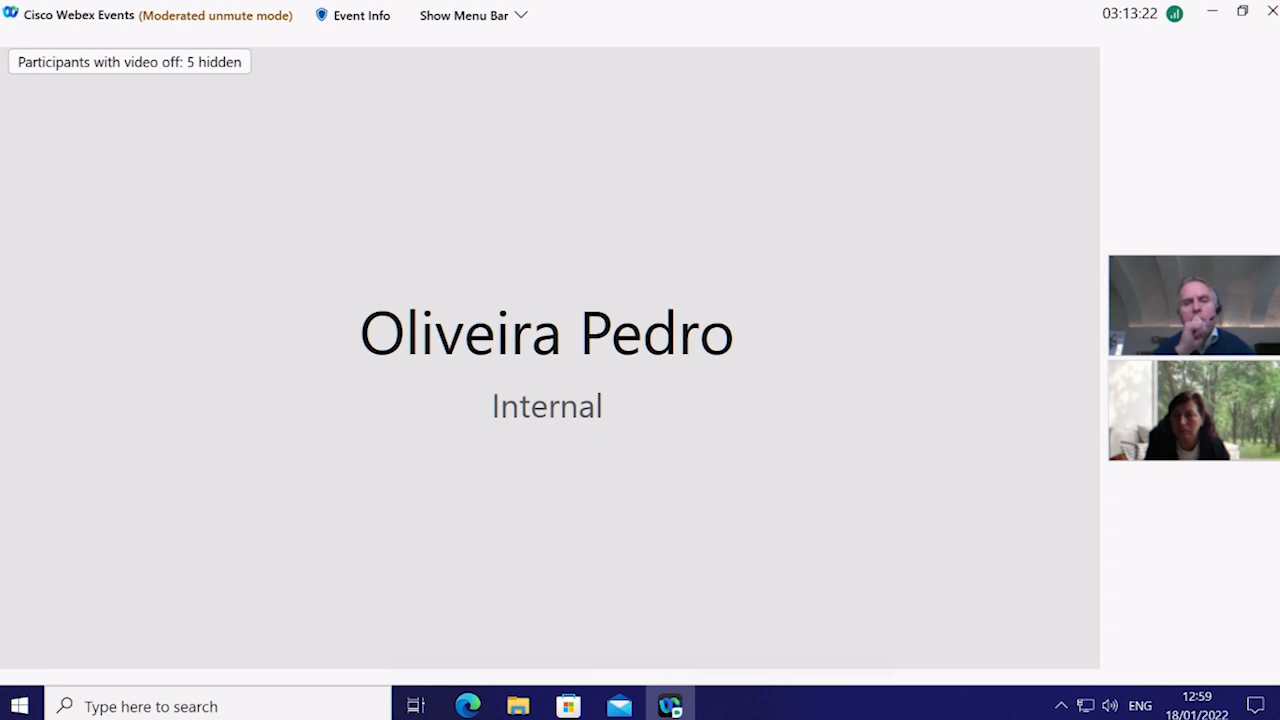 Cisco Webex Events (Moderated unmute mode) Event Info Show Menu Bar 03:13:22
Participants with video off: 5 hidden
Oliveira Pedro
Internal
Type here to search
ENG
12:59
18/01/2022